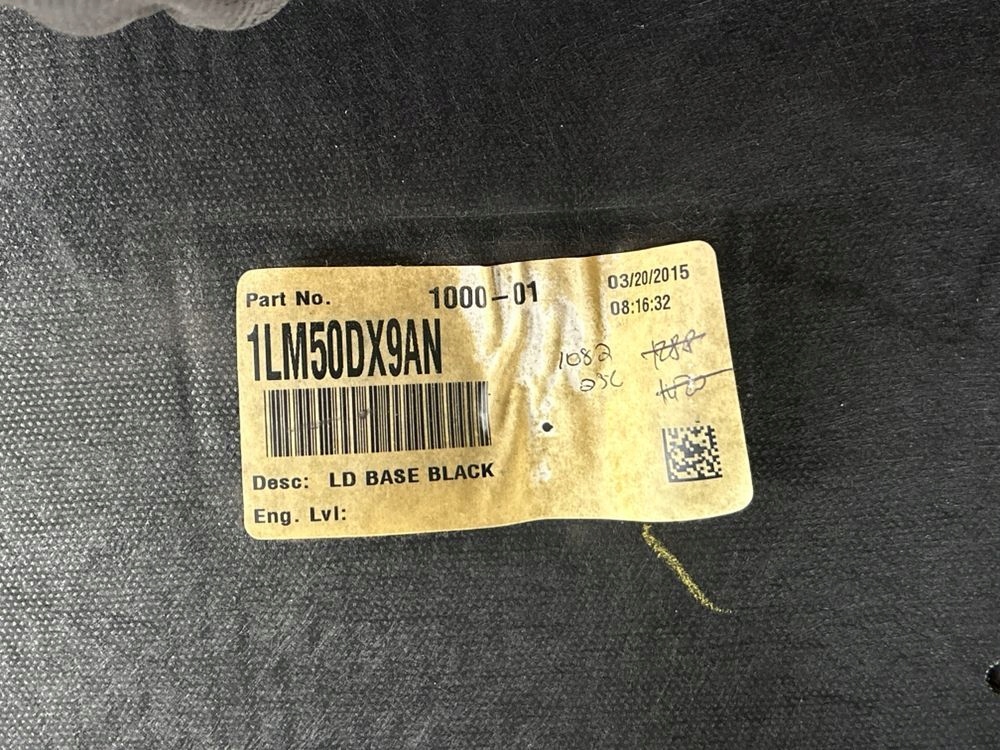 Part No. 1000-01 03/20/2015
08:16:32
1LM50DX9AN
1082
Desc: LD BASE BLACK
Eng. Lvl: